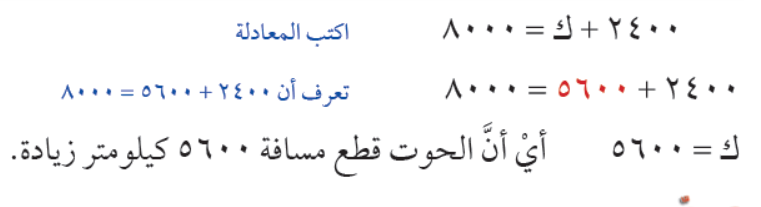 ٢٤٠٠ + ك = ٨٠٠٠ اكتب المعادلة
٢٤٠٠ + ٥٦٠٠ = ٨٠٠٠ تعرف أن ٢٤٠٠ + ٥٦٠٠ = ٨٠٠٠
ك = ٥٦٠٠ أيْ أنَّ الحوت قطع مسافة ٥٦٠٠ كيلومتر زيادة.